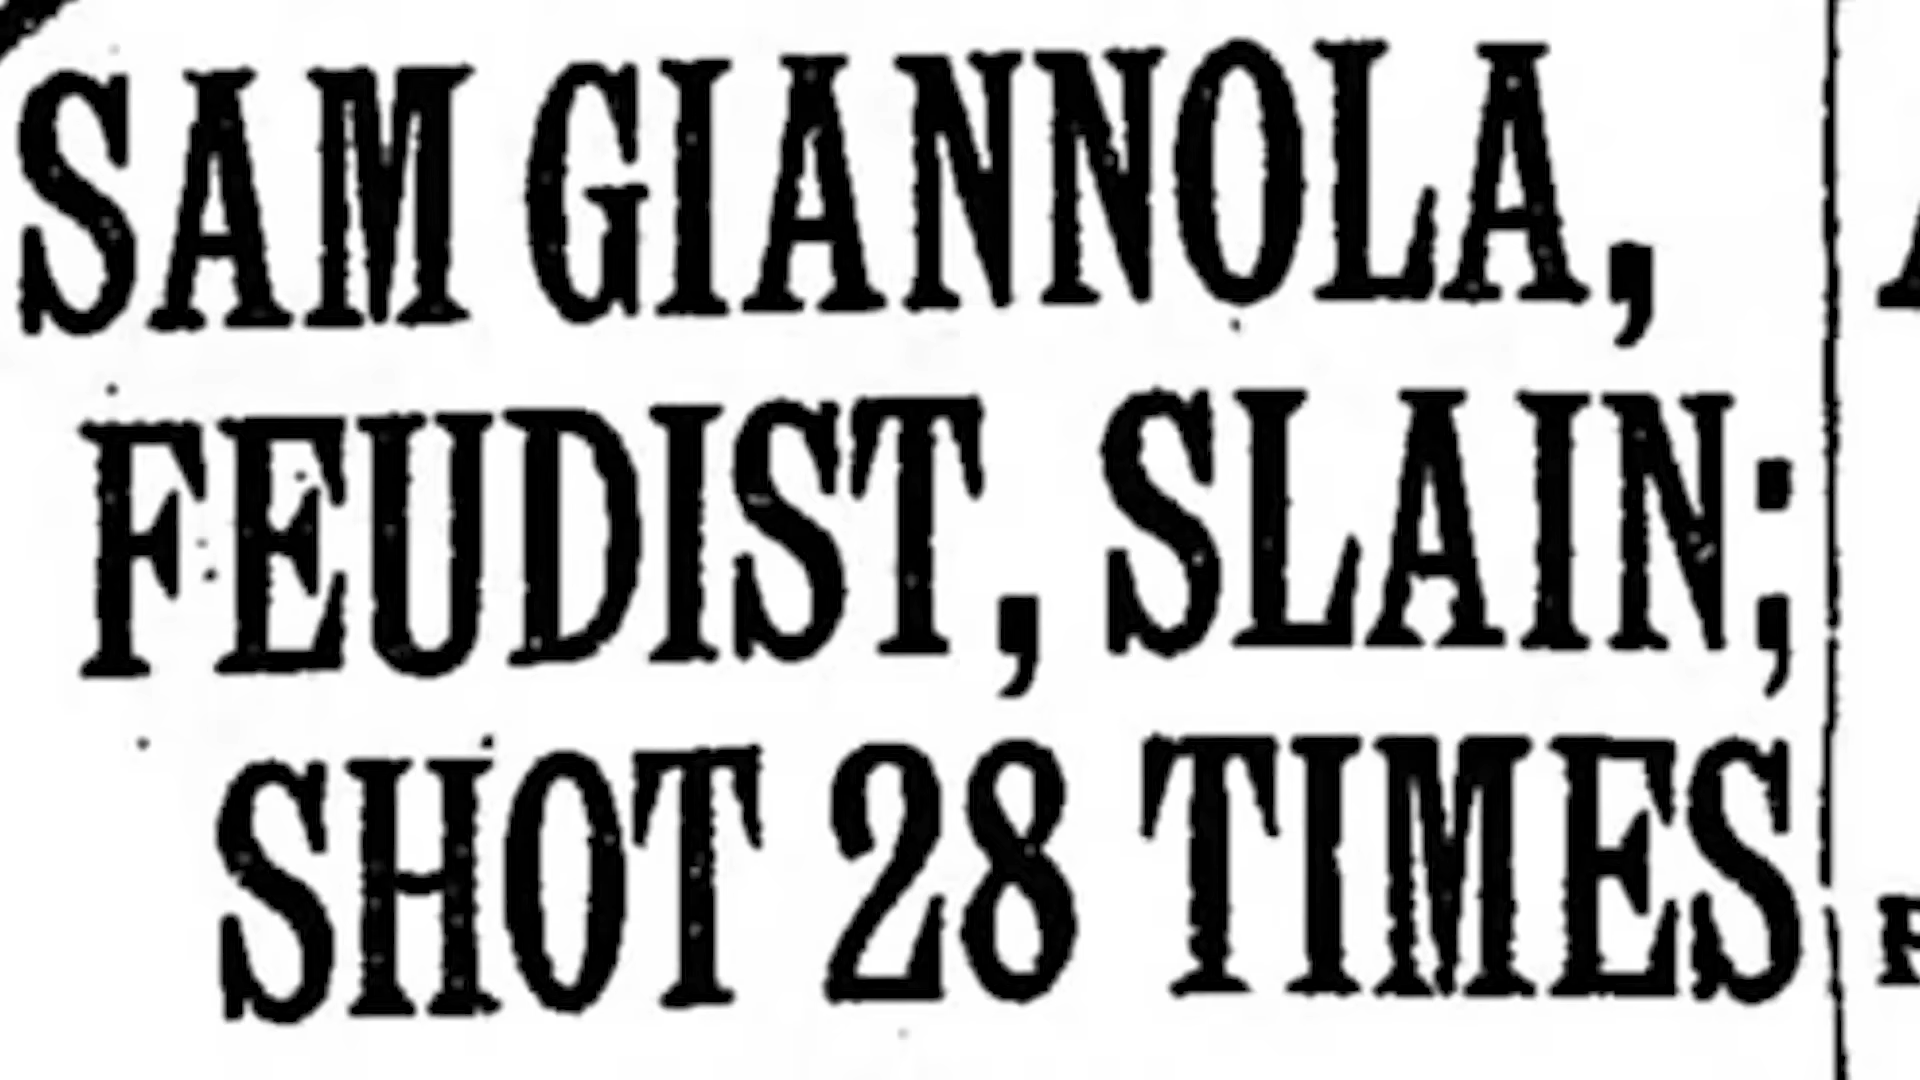 SAM GIANNOLA,
FEUDIST, SLAIN;
SHOT 28 TIMES